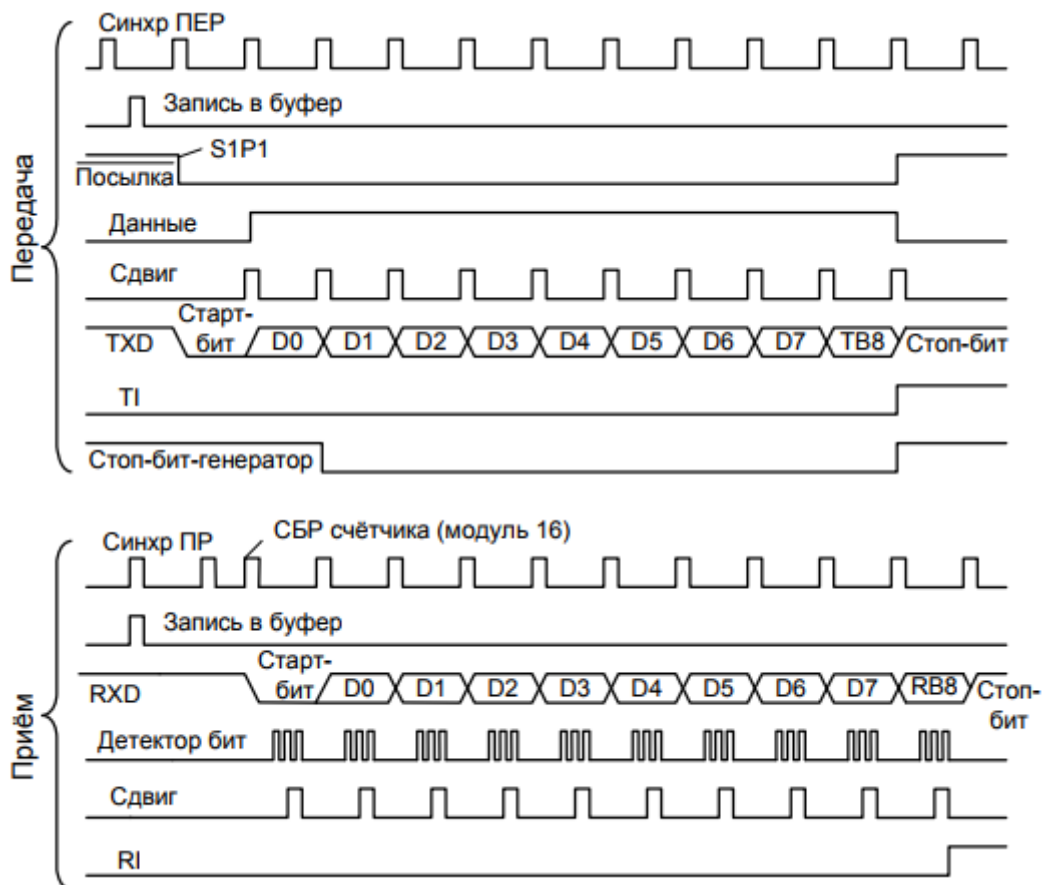 Передача
Синхр ПЕР
Запись в буфер
S1P1
Посылка
Данные
Сдвиг
Старт-
бит
TXD
D0 D1 D2 D3 D4 D5 D6 D7 TB8 Стоп-бит
TI
Стоп-бит-генератор
Приём
Синхр ПР
СБР счётчика (модуль 16)
Запись в буфер
Старт-
бит
RXD
D0 D1 D2 D3 D4 D5 D6 D7 RB8 Стоп-
бит
Детектор бит
Сдвиг
RI